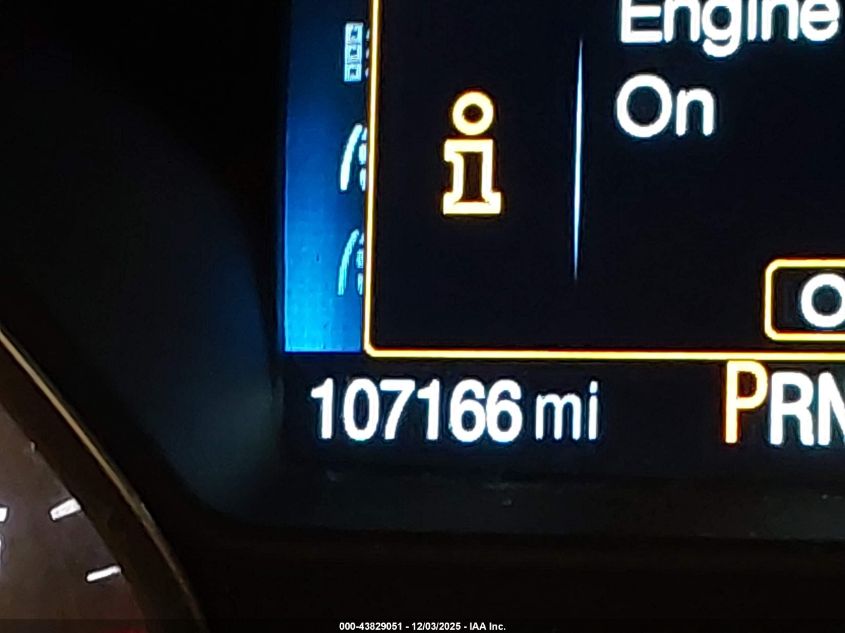 Engine
On
107166 mi PRN
000-43829051 - 12/03/2025 - IAA Inc.